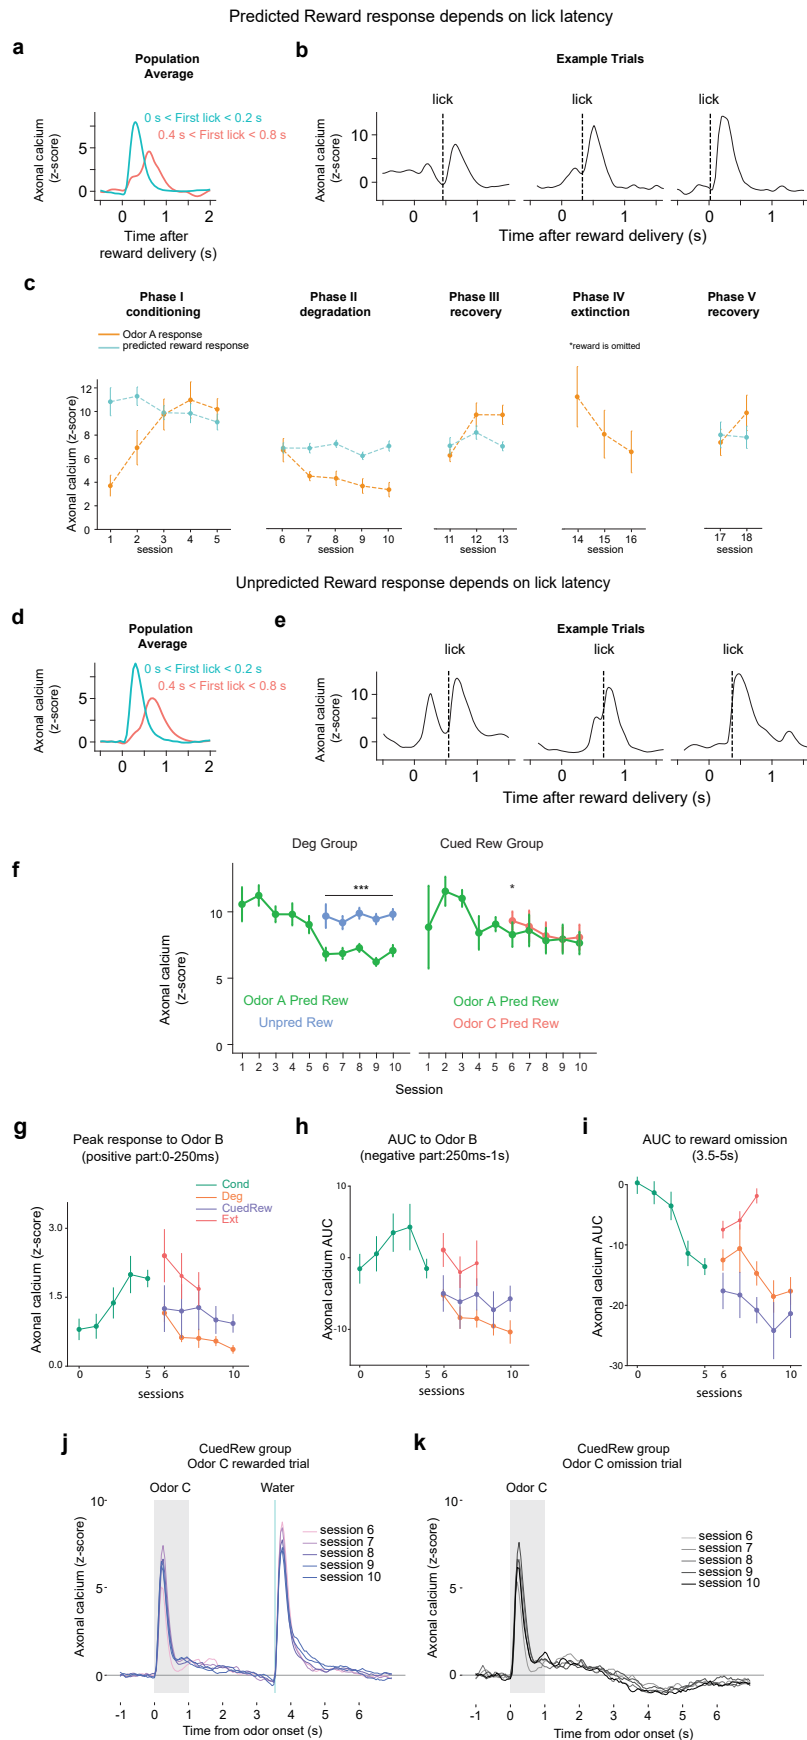 Predicted Reward response depends on lick latency
a
Population
Average
0 s < First lick < 0.2 s
0.4 s < First lick < 0.8 s
Axonal calcium
(z-score)
5
0
0 1 2
Time after
reward delivery (s)
b
Example Trials
lick lick lick
Axonal calcium
(z-score)
10
0
0 1 0 1 0 1
Time after reward delivery (s)
c
Phase I
conditioning
Phase II
degradation
Phase III
recovery
Phase IV
extinction
Phase V
recovery
Odor A response
predicted reward response
*reward is omitted
Axonal calcium (z-score)
12
10
8
6
4
2
0
1 2 3 4 5
session
6 7 8 9 10
session
11 12 13
session
14 15 16
session
17 18
session
Unpredicted Reward response depends on lick latency
d
Population
Average
0 s < First lick < 0.2 s
0.4 s < First lick < 0.8 s
Axonal calcium
(z-score)
5
0
0 1 2
e
Example Trials
lick lick lick
Axonal calcium
(z-score)
10
0
0 1 0 1 0 1
Time after reward delivery (s)
f
Deg Group
Cued Rew Group
*** *
Axonal calcium
(z-score)
10
5
0
Odor A Pred Rew
Unpred Rew
Odor A Pred Rew
Odor C Pred Rew
1 2 3 4 5 6 7 8 9 10
1 2 3 4 5 6 7 8 9 10
Session
g
Peak response to Odor B
(positive part:0-250ms)
Cond
Deg
CuedRew
Ext
Axonal calcium (z-score)
3.0
1.5
0.0
0 5 6 10
sessions
h
AUC to Odor B
(negative part:250ms-1s)
Axonal calcium AUC
10
0
-10
0 5 6 10
sessions
i
AUC to reward omission
(3.5-5s)
Axonal calcium AUC
0
-10
-20
-30
0 5 6 10
sessions
j
CuedRew group
Odor C rewarded trial
Odor C
Water
Axonal calcium (z-score)
10
5
0
session 6
session 7
session 8
session 9
session 10
-1 0 1 2 3 4 5 6
Time from odor onset (s)
k
CuedRew group
Odor C omission trial
Odor C
Axonal calcium (z-score)
10
5
0
session 6
session 7
session 8
session 9
session 10
-1 0 1 2 3 4 5 6
Time from odor onset (s)